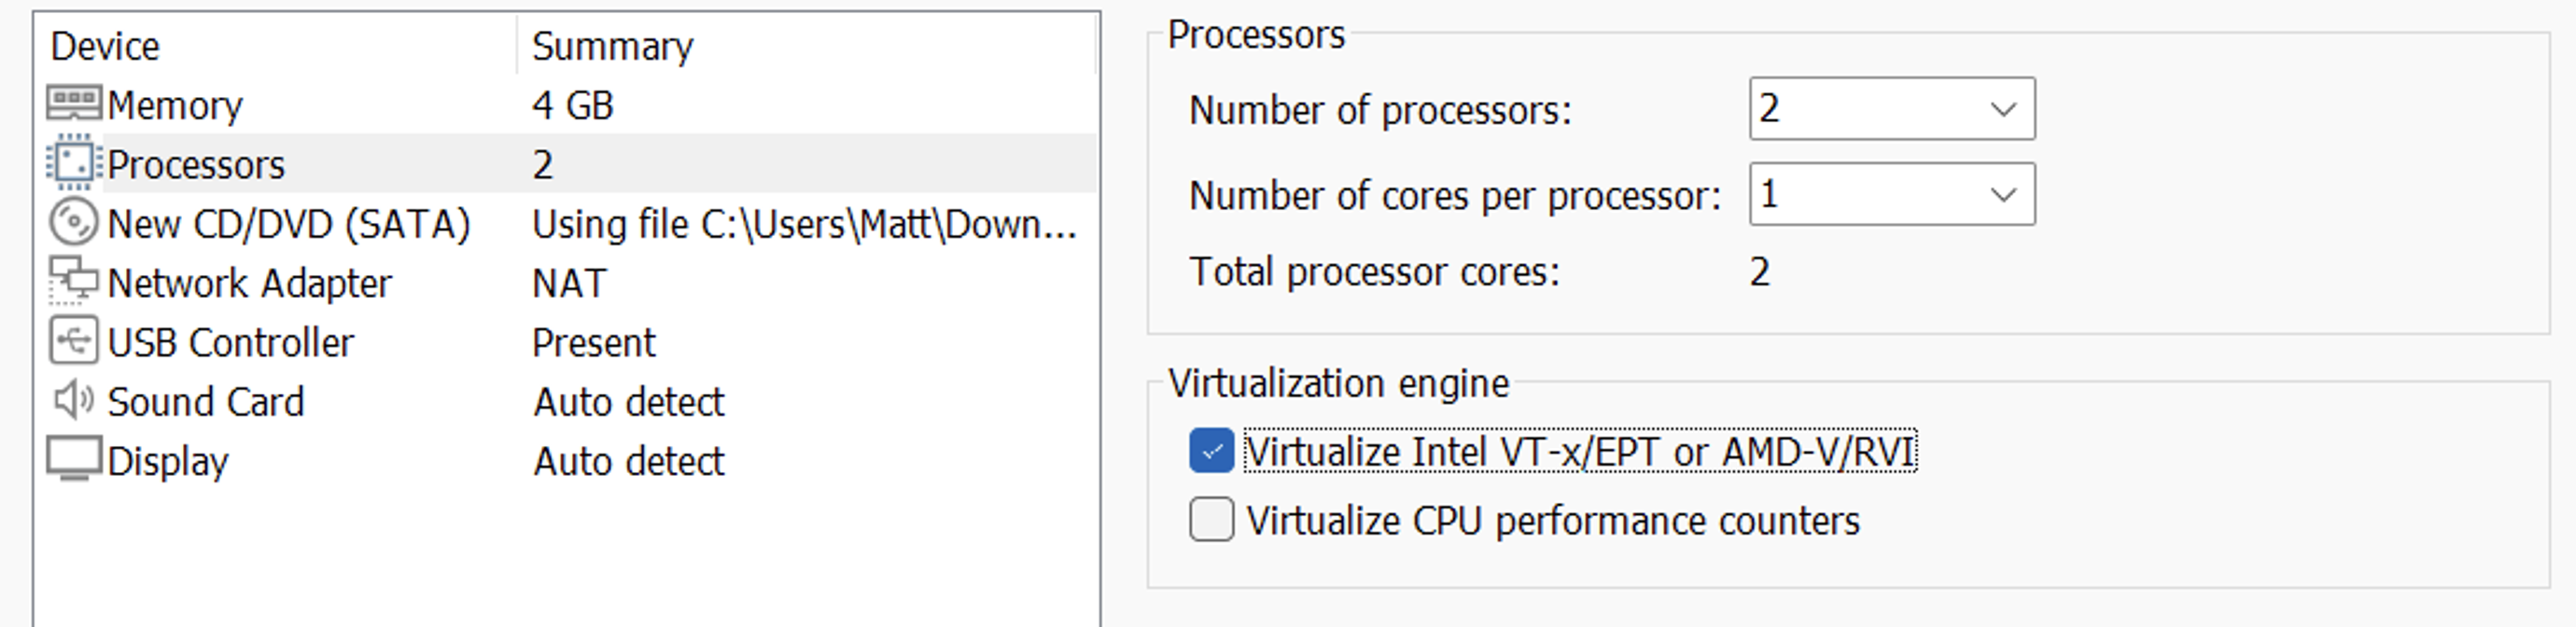 Device Summary
Memory 4 GB
Processors 2
New CD/DVD (SATA) Using file C:\Users\Matt\Down...
Network Adapter NAT
USB Controller Present
Sound Card Auto detect
Display Auto detect
Processors
Number of processors: 2
Number of cores per processor: 1
Total processor cores: 2
Virtualization engine
Virtualize Intel VT-x/EPT or AMD-V/RVI
Virtualize CPU performance counters